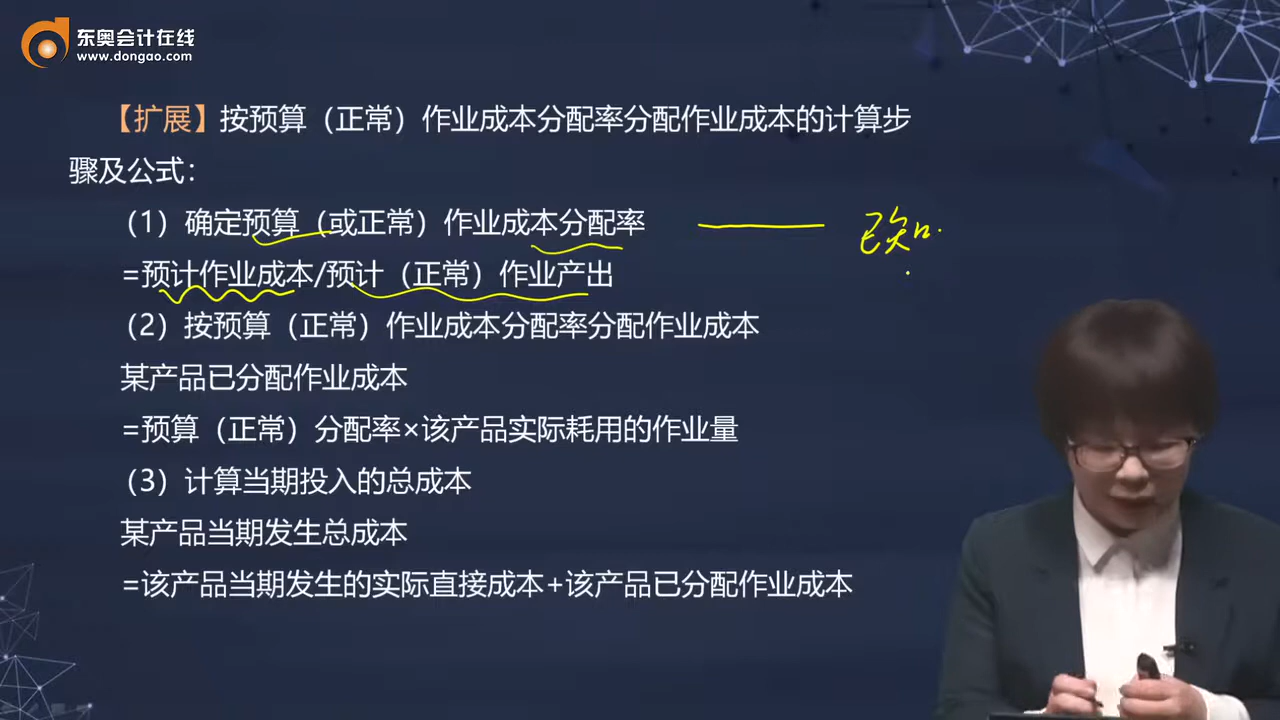 东奥会计在线
www.dongao.com
【扩展】按预算（正常）作业成本分配率分配作业成本的计算步
骤及公式：
（1）确定预算（或正常）作业成本分配率 已知
=预计作业成本/预计（正常）作业产出
（2）按预算（正常）作业成本分配率分配作业成本
某产品已分配作业成本
=预算（正常）分配率×该产品实际耗用的作业量
（3）计算当期投入的总成本
某产品当期发生总成本
=该产品当期发生的实际直接成本+该产品已分配作业成本